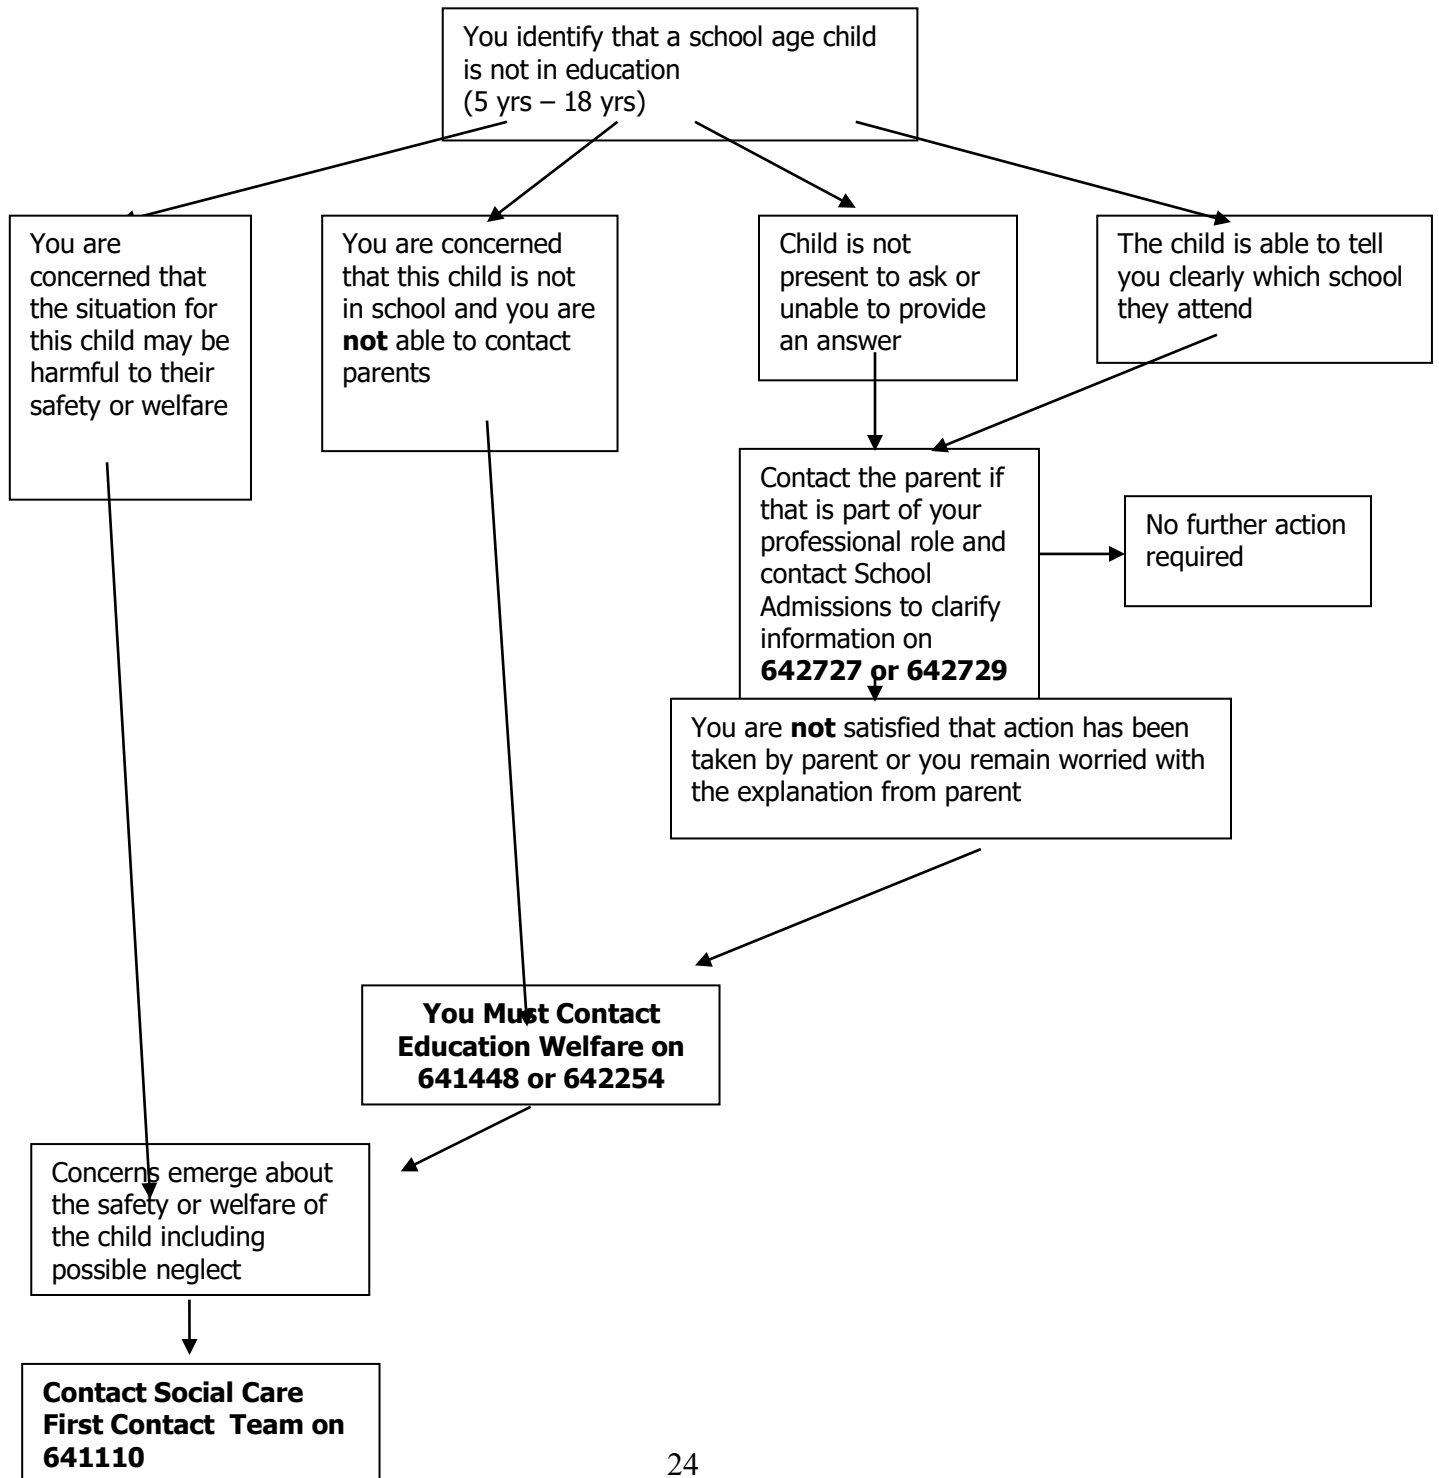 You identify that a school age child
is not in education
(5 yrs – 18 yrs)
You are
concerned that
the situation for
this child may be
harmful to their
safety or welfare
You are concerned
that this child is not
in school and you are
not able to contact
parents
Child is not
present to ask or
unable to provide
an answer
The child is able to tell
you clearly which school
they attend
Contact the parent if
that is part of your
professional role and
contact School
Admissions to clarify
information on
642727 or 642729
No further action
required
You are not satisfied that action has been
taken by parent or you remain worried with
the explanation from parent
You Must Contact
Education Welfare on
641448 or 642254
Concerns emerge about
the safety or welfare of
the child including
possible neglect
Contact Social Care
First Contact  Team on
641110
24